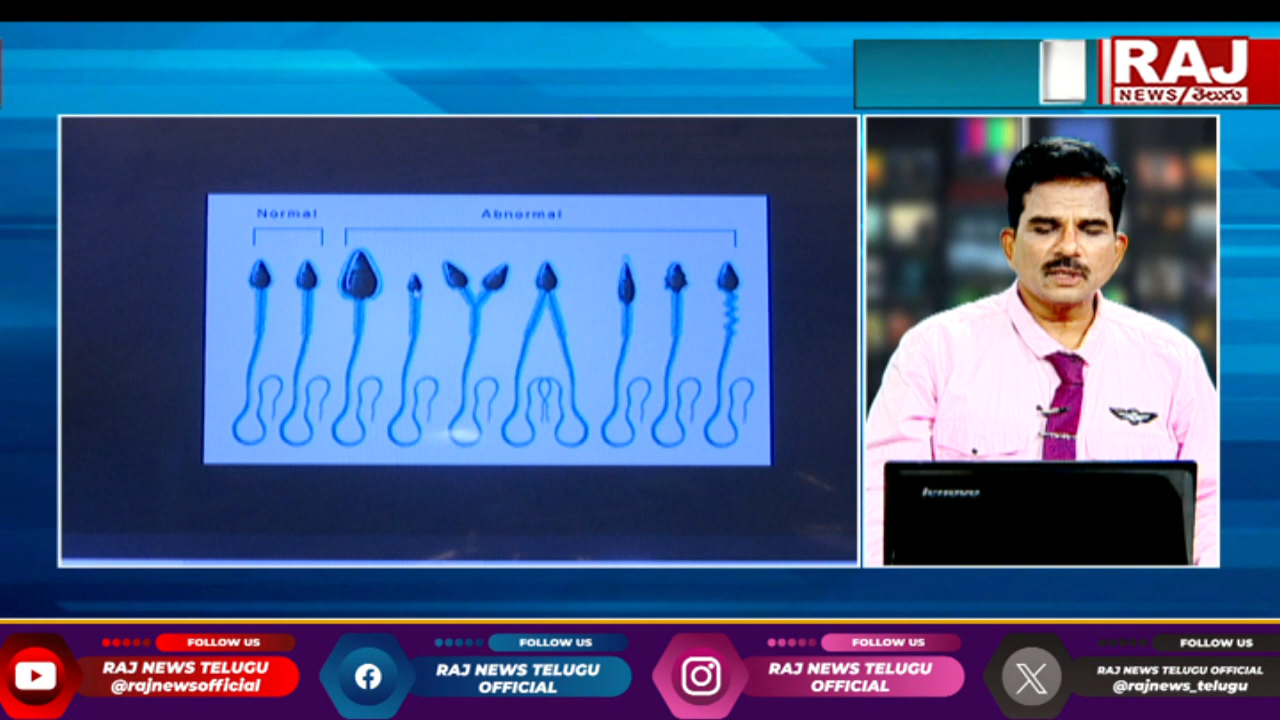 RAJ
NEWS తెలుగు
Normal
Abnormal
lenovo
FOLLOW US
RAJ NEWS TELUGU
@rajnewsofficial
FOLLOW US
RAJ NEWS TELUGU
OFFICIAL
FOLLOW US
RAJ NEWS TELUGU
OFFICIAL
FOLLOW US
RAJ NEWS TELUGU OFFICIAL
@rajnews_telugu